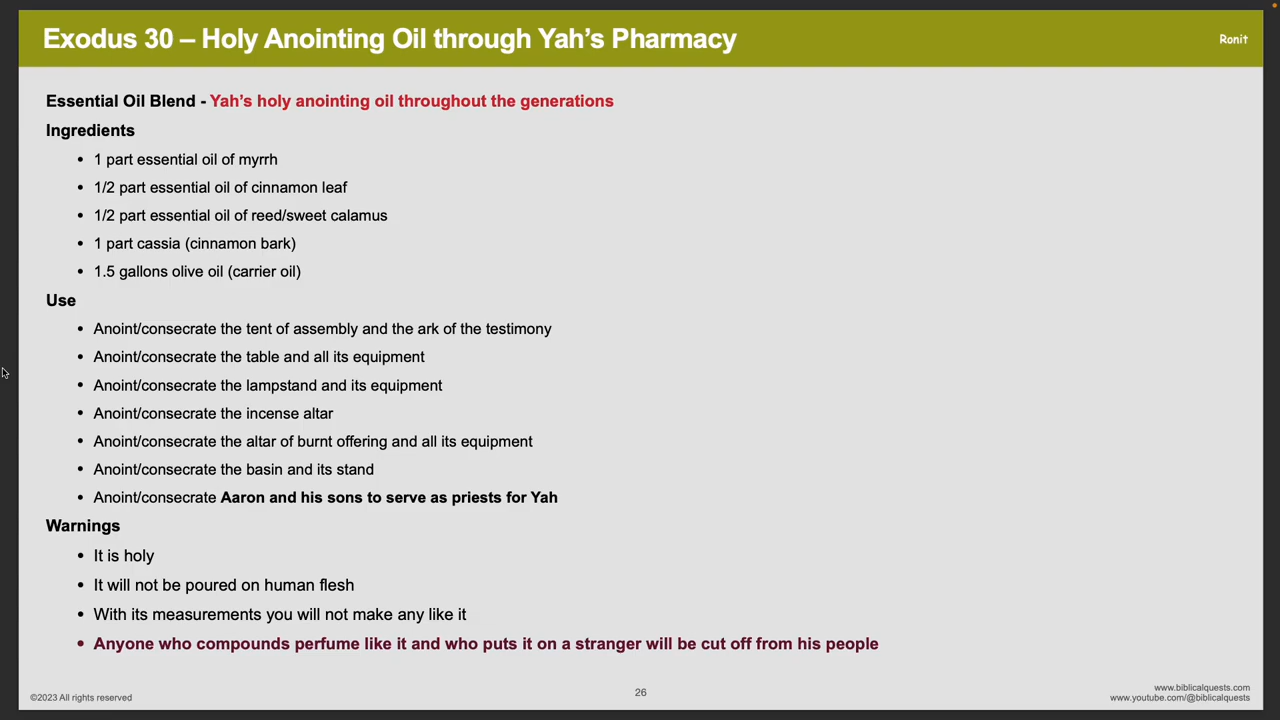 Exodus 30 – Holy Anointing Oil through Yah’s Pharmacy
Ronit
Essential Oil Blend - Yah’s holy anointing oil throughout the generations
Ingredients
• 1 part essential oil of myrrh
• 1/2 part essential oil of cinnamon leaf
• 1/2 part essential oil of reed/sweet calamus
• 1 part cassia (cinnamon bark)
• 1.5 gallons olive oil (carrier oil)
Use
• Anoint/consecrate the tent of assembly and the ark of the testimony
• Anoint/consecrate the table and all its equipment
• Anoint/consecrate the lampstand and its equipment
• Anoint/consecrate the incense altar
• Anoint/consecrate the altar of burnt offering and all its equipment
• Anoint/consecrate the basin and its stand
• Anoint/consecrate Aaron and his sons to serve as priests for Yah
Warnings
• It is holy
• It will not be poured on human flesh
• With its measurements you will not make any like it
• Anyone who compounds perfume like it and who puts it on a stranger will be cut off from his people
©2023 All rights reserved
26
www.biblicalquests.com
www.youtube.com/@biblicalquests